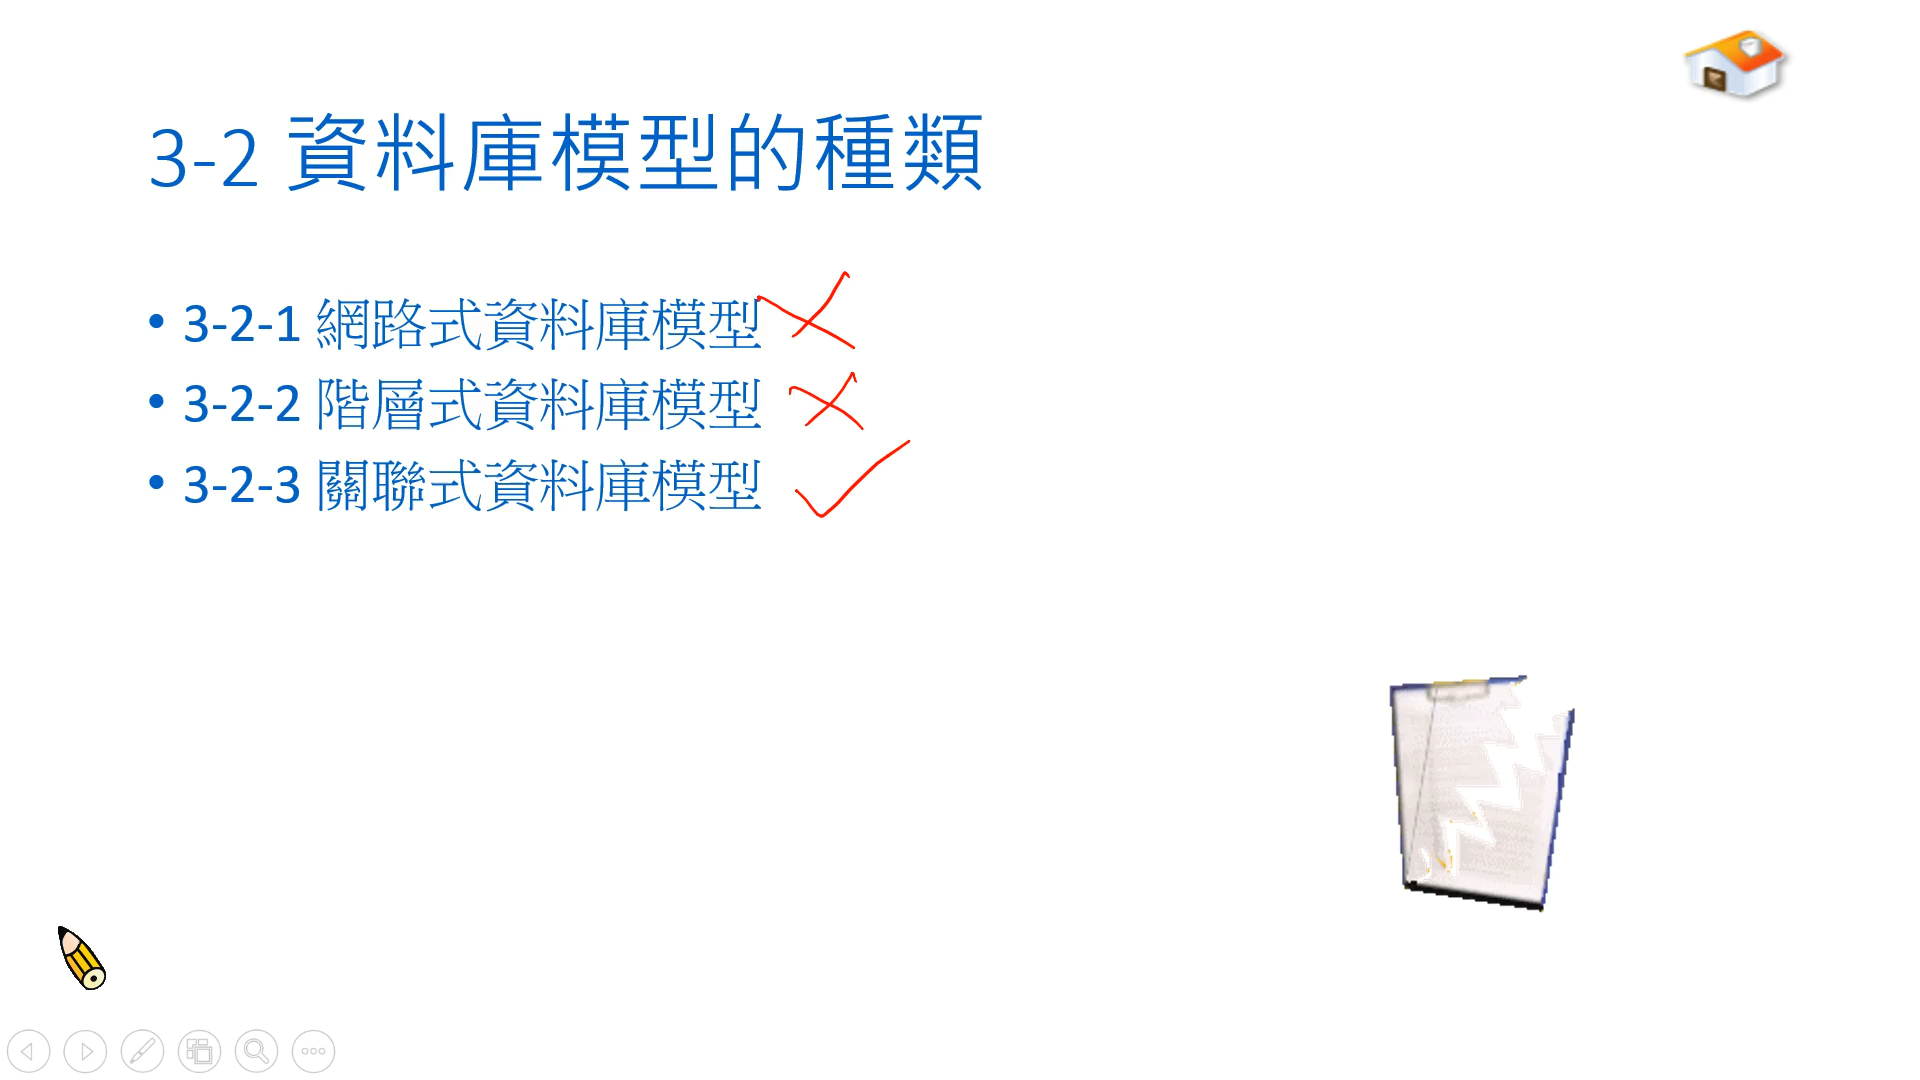 3-2 資料庫模型的種類
• 3-2-1 網路式資料庫模型
• 3-2-2 階層式資料庫模型
• 3-2-3 關聯式資料庫模型